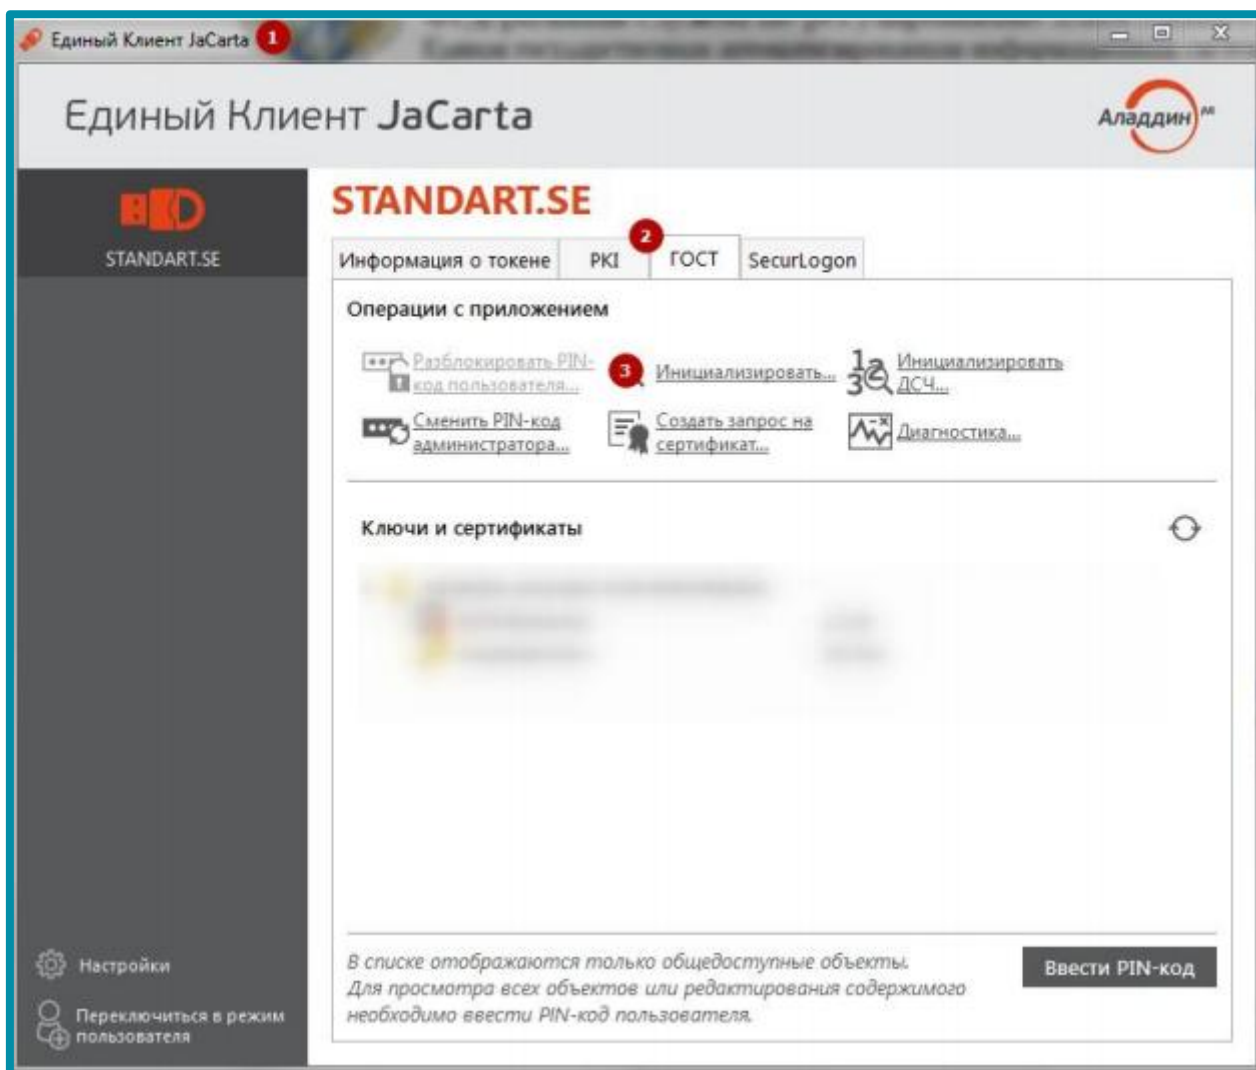 Единый Клиент JaCarta 1
Единый Клиент JaCarta
Аладдин
STANDART.SE
STANDART.SE
2
Информация о токене PKI ГОСТ SecurLogon
Операции с приложением
Разблокировать PIN-
код пользователя...
3 Инициализировать...
123
Инициализировать
ДСЧ...
Сменить PIN-код
администратора...
Создать запрос на
сертификат...
Диагностика...
Ключи и сертификаты
В списке отображаются только общедоступные объекты.
Для просмотра всех объектов или редактирования содержимого
необходимо ввести PIN-код пользователя.
Ввести PIN-код
Настройки
Переключиться в режим
пользователя